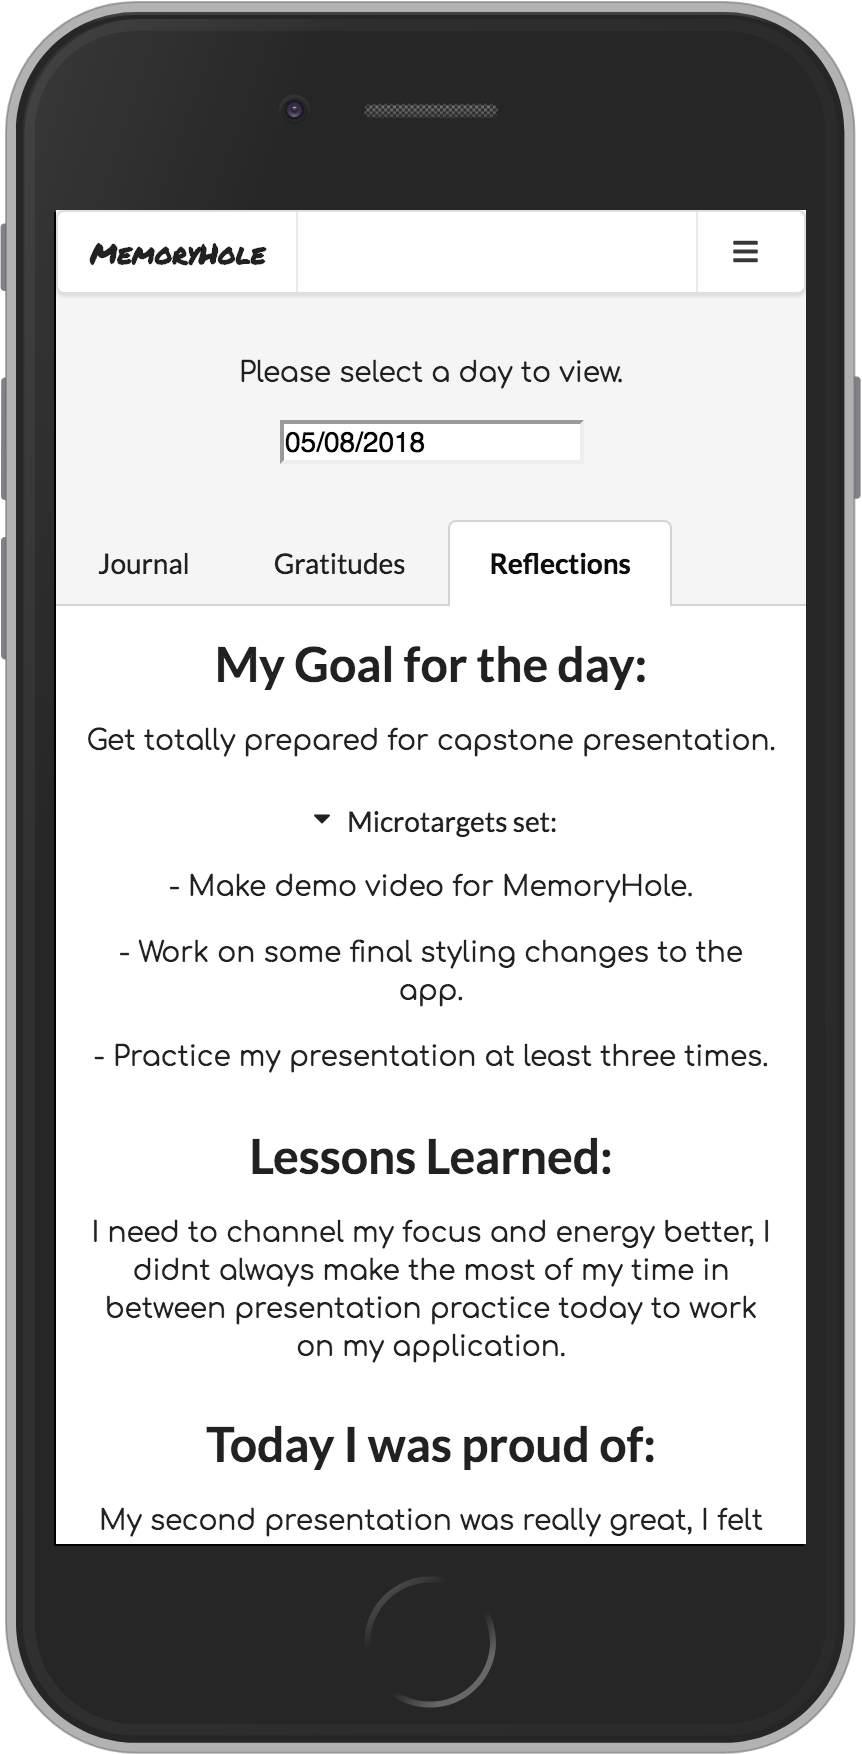 MemoryHole
Please select a day to view.
05/08/2018
Journal Gratitudes Reflections
My Goal for the day:
Get totally prepared for capstone presentation.
Microtargets set:
- Make demo video for MemoryHole.
- Work on some final styling changes to the
app.
- Practice my presentation at least three times.
Lessons Learned:
I need to channel my focus and energy better, I
didnt always make the most of my time in
between presentation practice today to work
on my application.
Today I was proud of:
My second presentation was really great, I felt